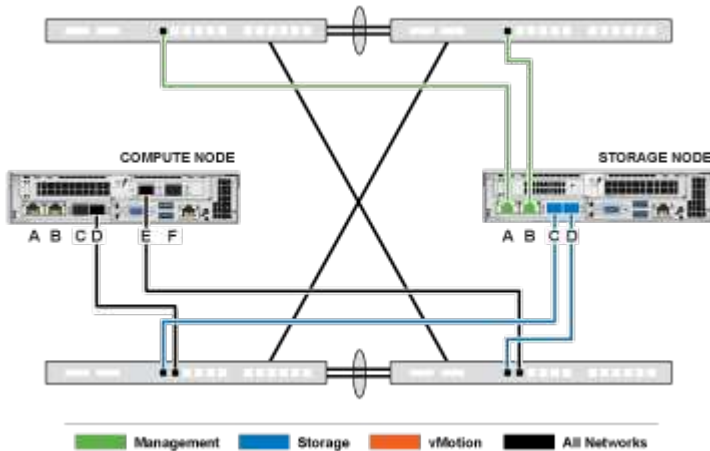 COMPUTE NODE
STORAGE NODE
A B C D E F
A B C D
Management Storage vMotion All Networks